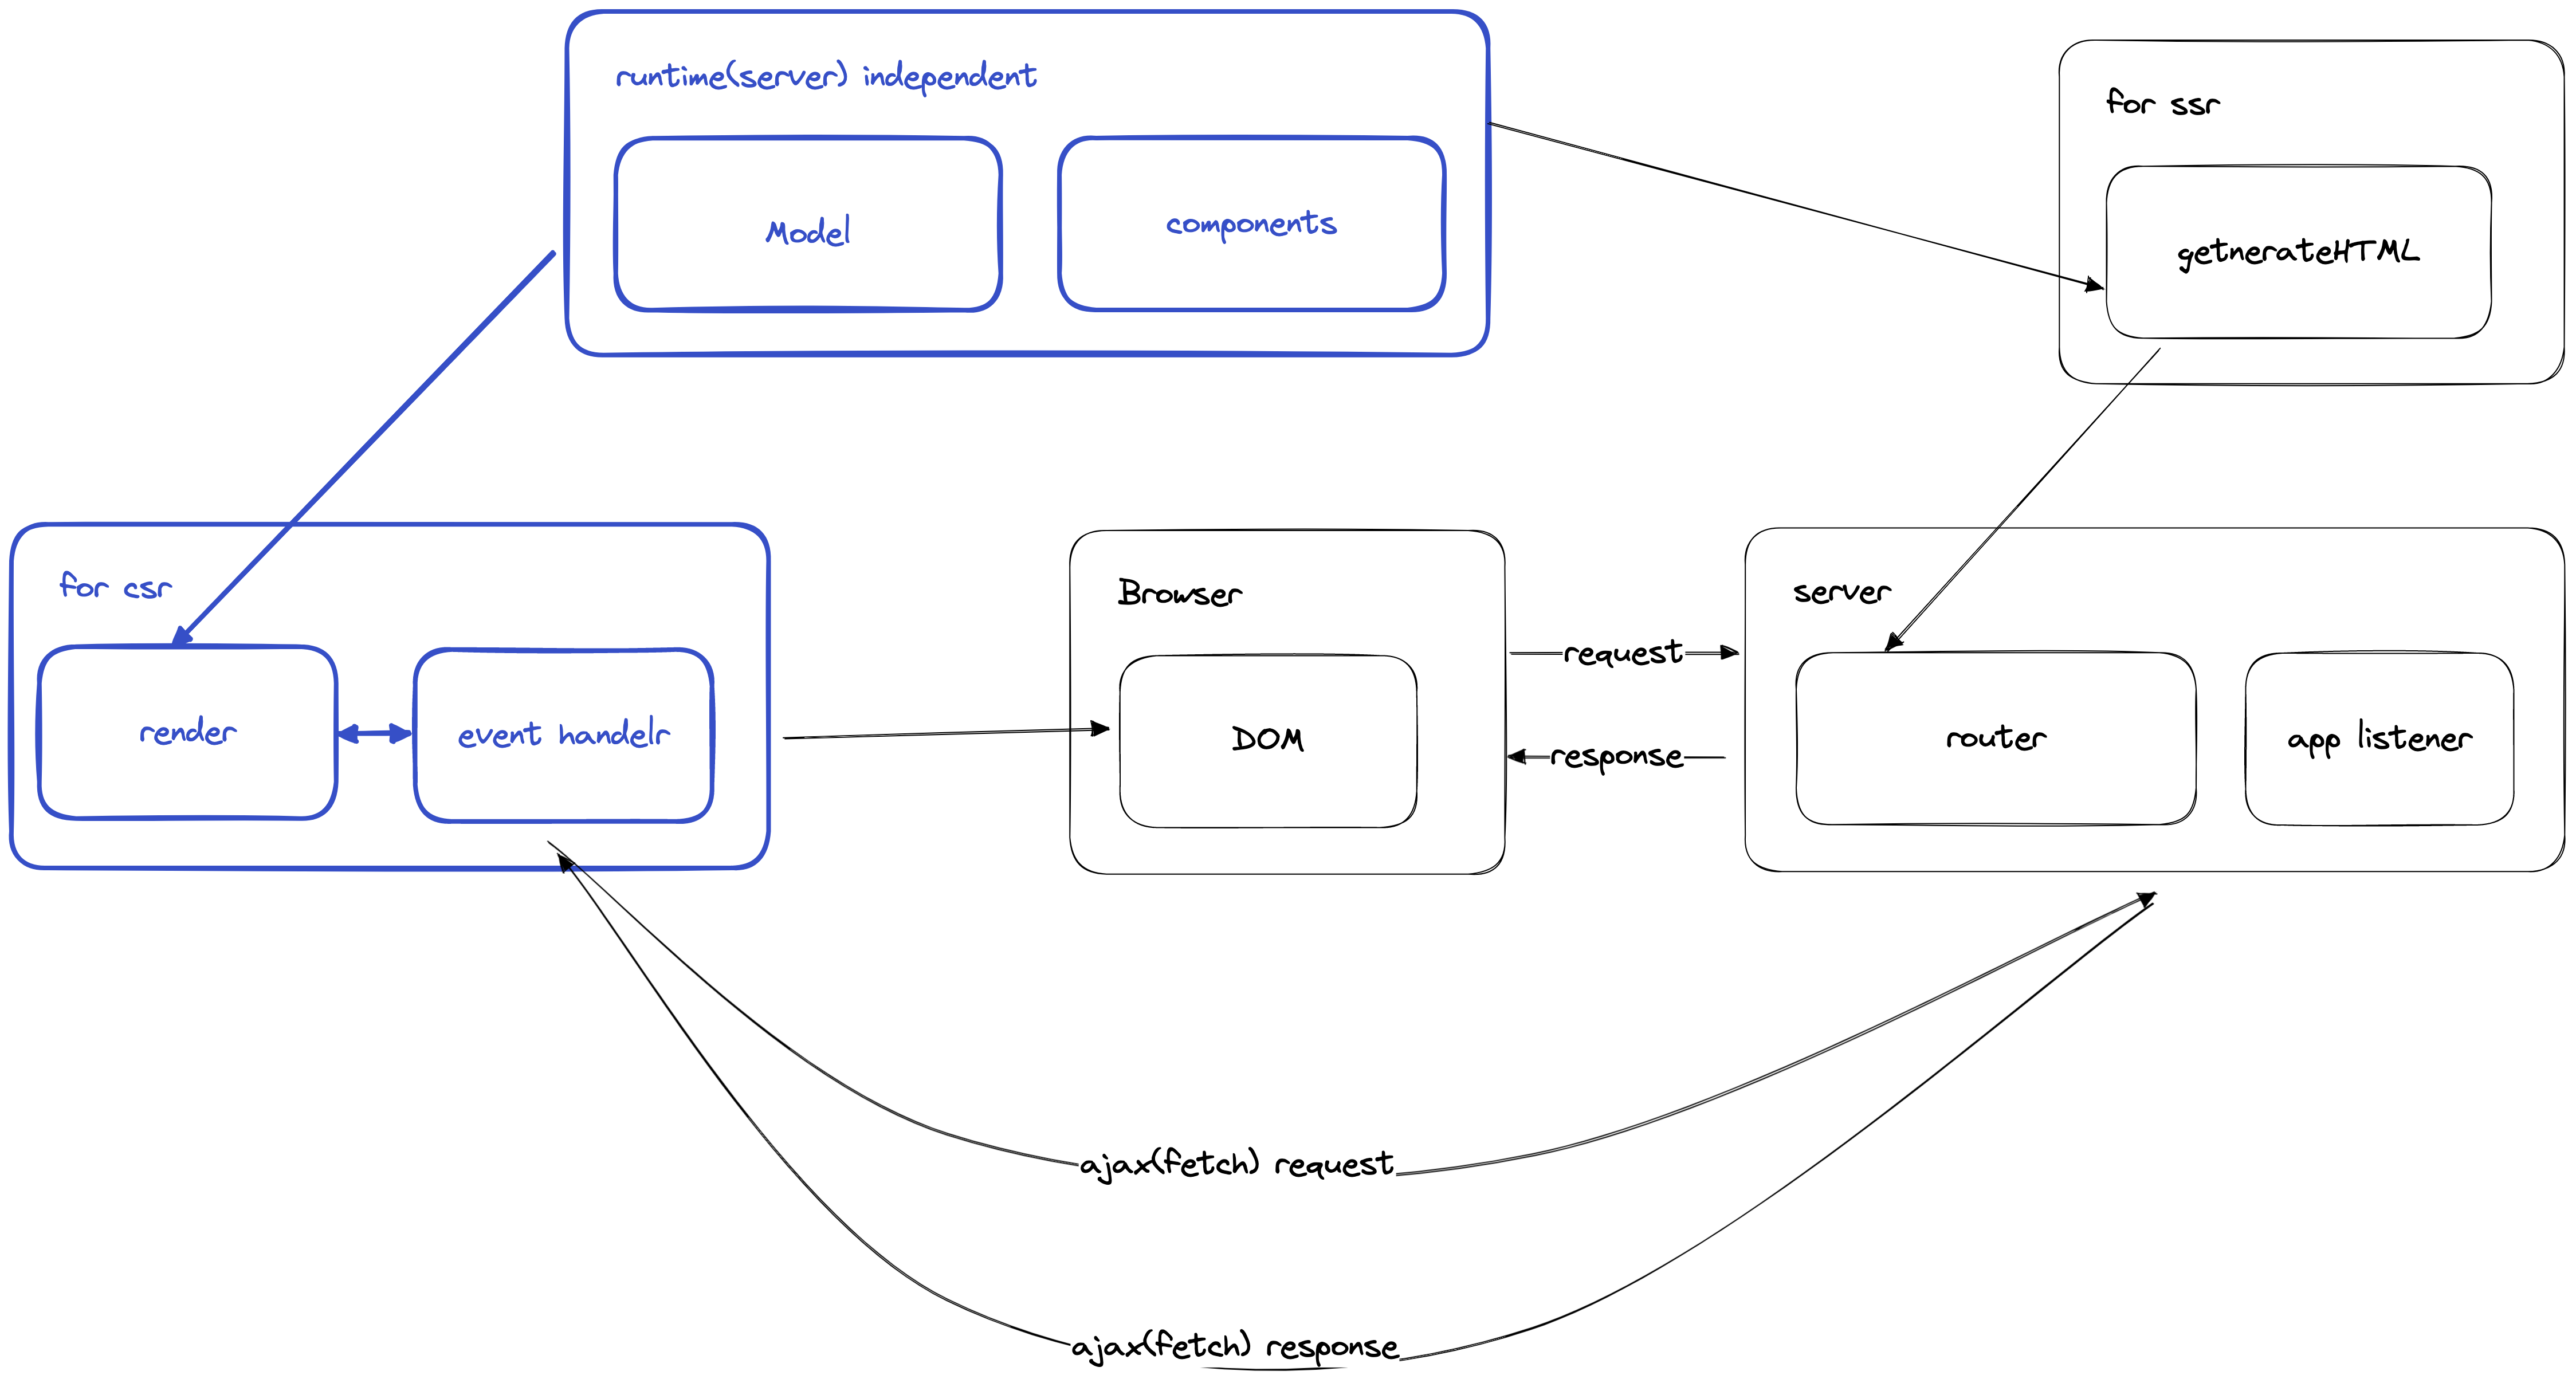 runtime(server) independent
Model
components
for ssr
getnerateHTML
for csr
render
event handelr
Browser
DOM
request
response
server
router
app listener
ajax(fetch) request
ajax(fetch) response